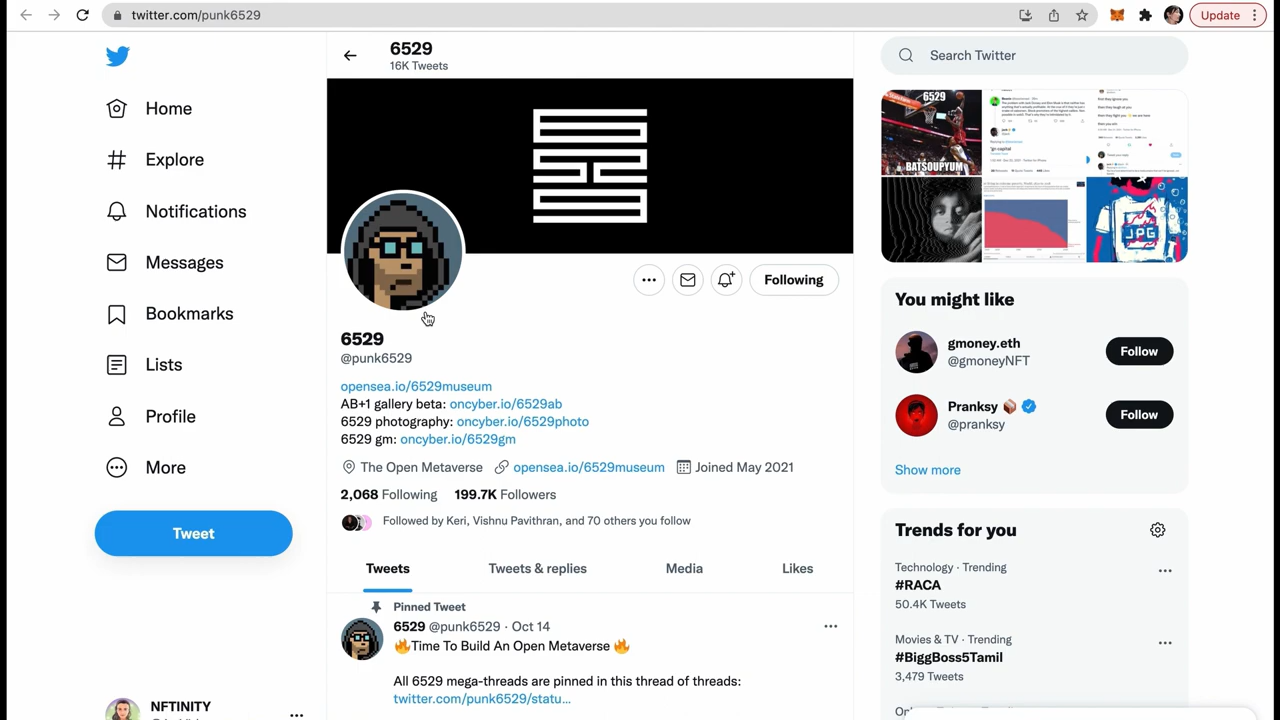 twitter.com/punk6529
Update
6529
16K Tweets
Search Twitter
Home
Explore
Notifications
Messages
Bookmarks
Lists
Profile
More
Tweet
NFTINITY
Following
6529
@punk6529
opensea.io/6529museum
AB+1 gallery beta: oncyber.io/6529ab
6529 photography: oncyber.io/6529photo
6529 gm: oncyber.io/6529gm
The Open Metaverse opensea.io/6529museum Joined May 2021
2,068 Following 199.7K Followers
Followed by Keri, Vishnu Pavithran, and 70 others you follow
Tweets Tweets & replies Media Likes
Pinned Tweet
6529 @punk6529 · Oct 14
🔥Time To Build An Open Metaverse 🔥
All 6529 mega-threads are pinned in this thread of threads:
twitter.com/punk6529/statu...
6529
BATSOUPYUM
JPG
You might like
gmoney.eth
@gmoneyNFT
Follow
Pranksy
@pranksy
Follow
Show more
Trends for you
Technology · Trending
#RACA
50.4K Tweets
Movies & TV · Trending
#BiggBoss5Tamil
3,479 Tweets